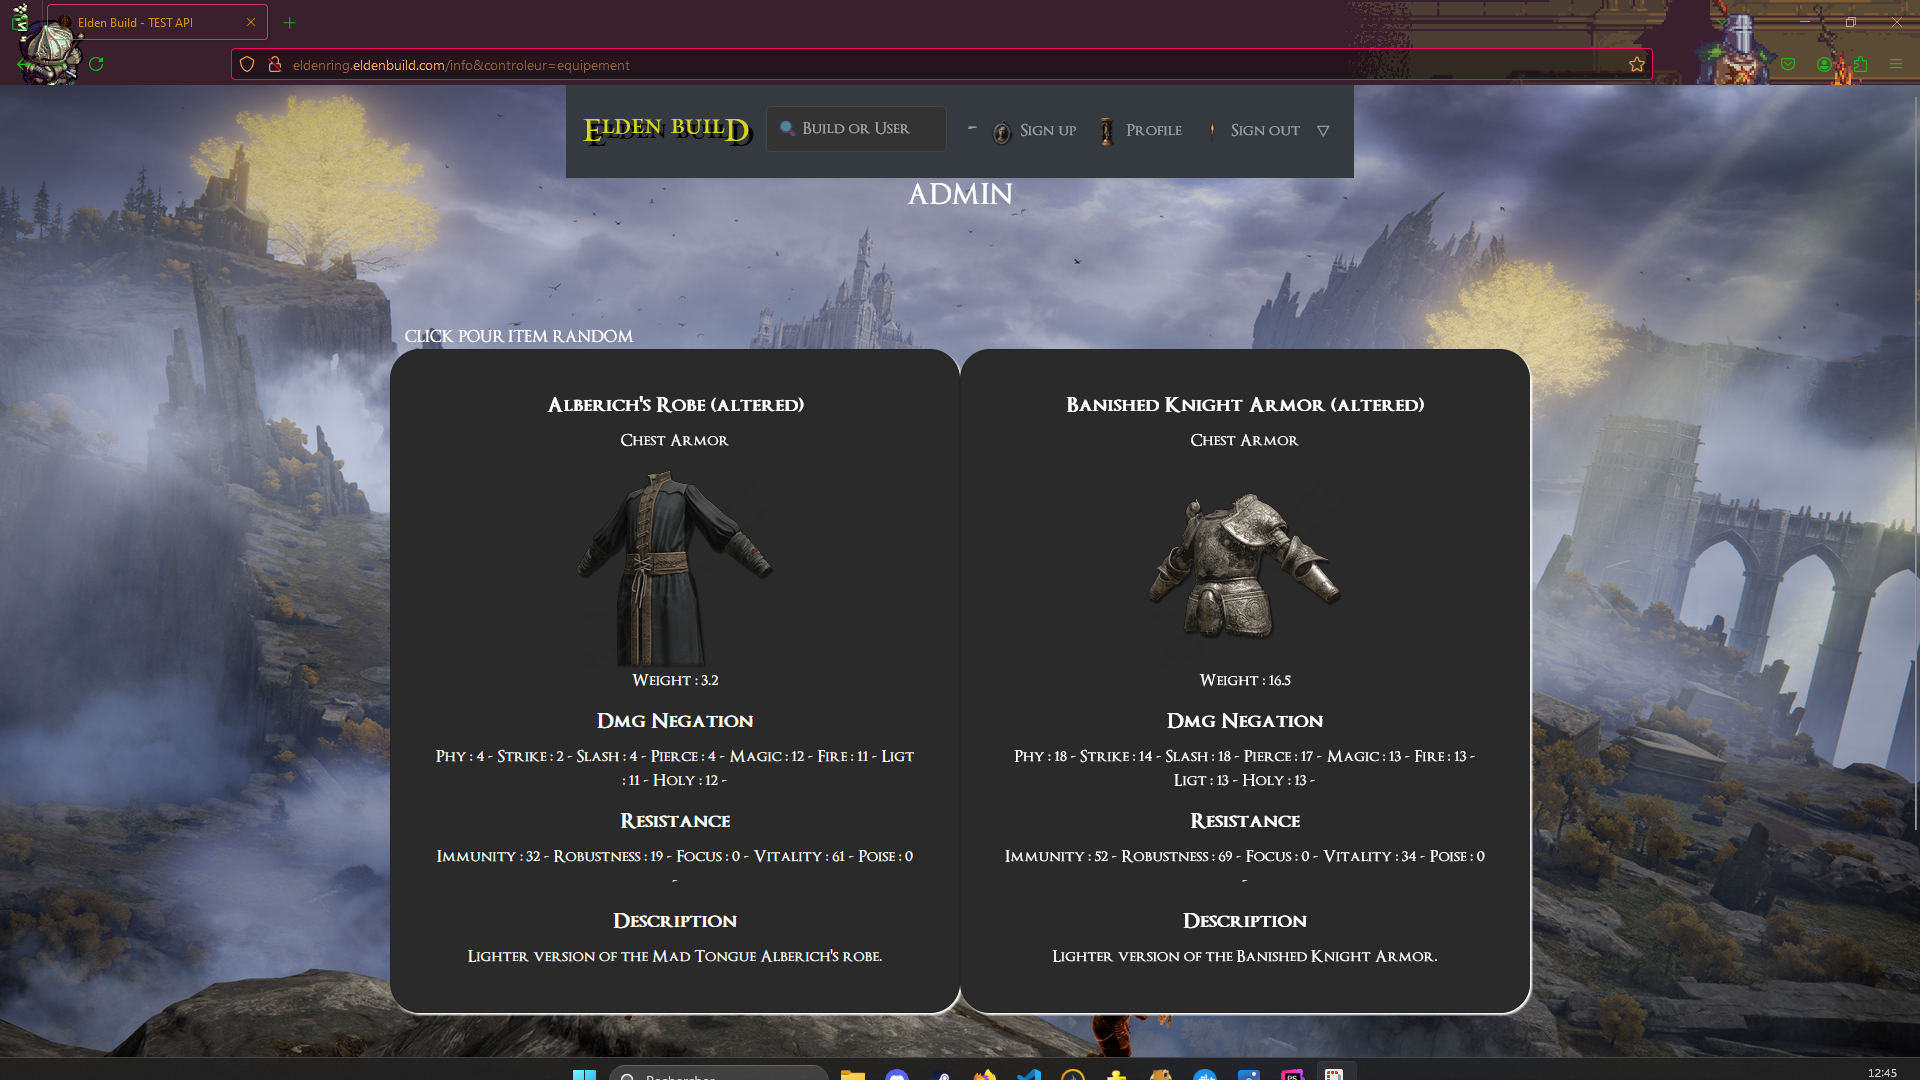 Elden Build - TEST API
eldenring.eldenbuild.com/info&controleur=equipement
Elden Build
Build or User
Sign up
Profile
Sign out
ADMIN
CLICK POUR ITEM RANDOM
Alberich's Robe (altered)
Chest Armor
Weight : 3.2
Dmg Negation
Phy : 4 - Strike : 2 - Slash : 4 - Pierce : 4 - Magic : 12 - Fire : 11 - Ligt
: 11 - Holy : 12 -
Resistance
Immunity : 32 - Robustness : 19 - Focus : 0 - Vitality : 61 - Poise : 0
-
Description
Lighter version of the Mad Tongue Alberich's robe.
Banished Knight Armor (altered)
Chest Armor
Weight : 16.5
Dmg Negation
Phy : 18 - Strike : 14 - Slash : 18 - Pierce : 17 - Magic : 13 - Fire : 13 -
Ligt : 13 - Holy : 13 -
Resistance
Immunity : 52 - Robustness : 69 - Focus : 0 - Vitality : 34 - Poise : 0
-
Description
Lighter version of the Banished Knight Armor.
Rechercher
PS
12:45